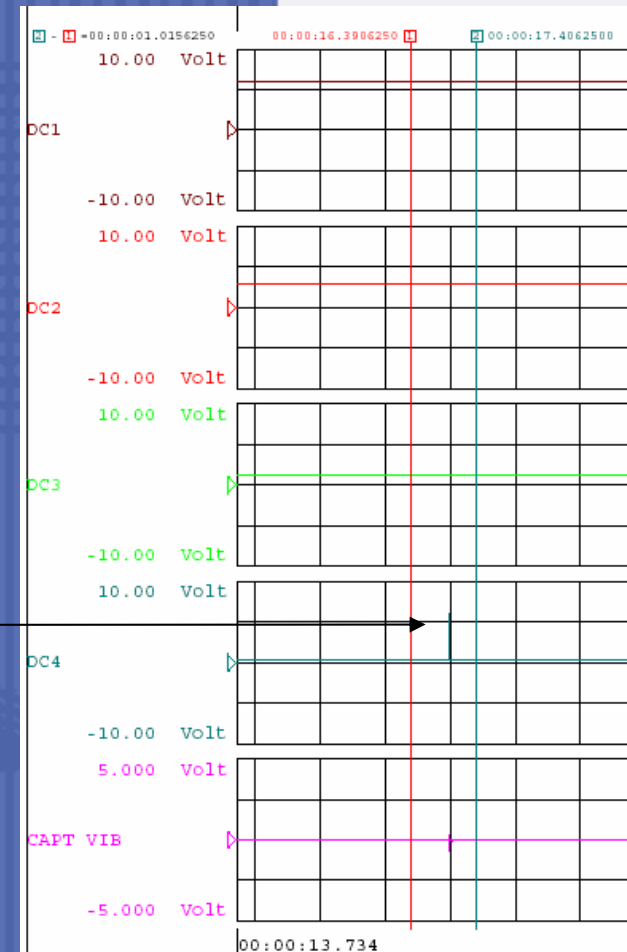 2 - 1 =00:00:01.0156250 00:00:16.3906250 1 2 00:00:17.4062500
10.00 Volt
DC1
-10.00 Volt
10.00 Volt
DC2
-10.00 Volt
10.00 Volt
DC3
-10.00 Volt
10.00 Volt
DC4
-10.00 Volt
5.000 Volt
CAPT VIB
-5.000 Volt
00:00:13.734